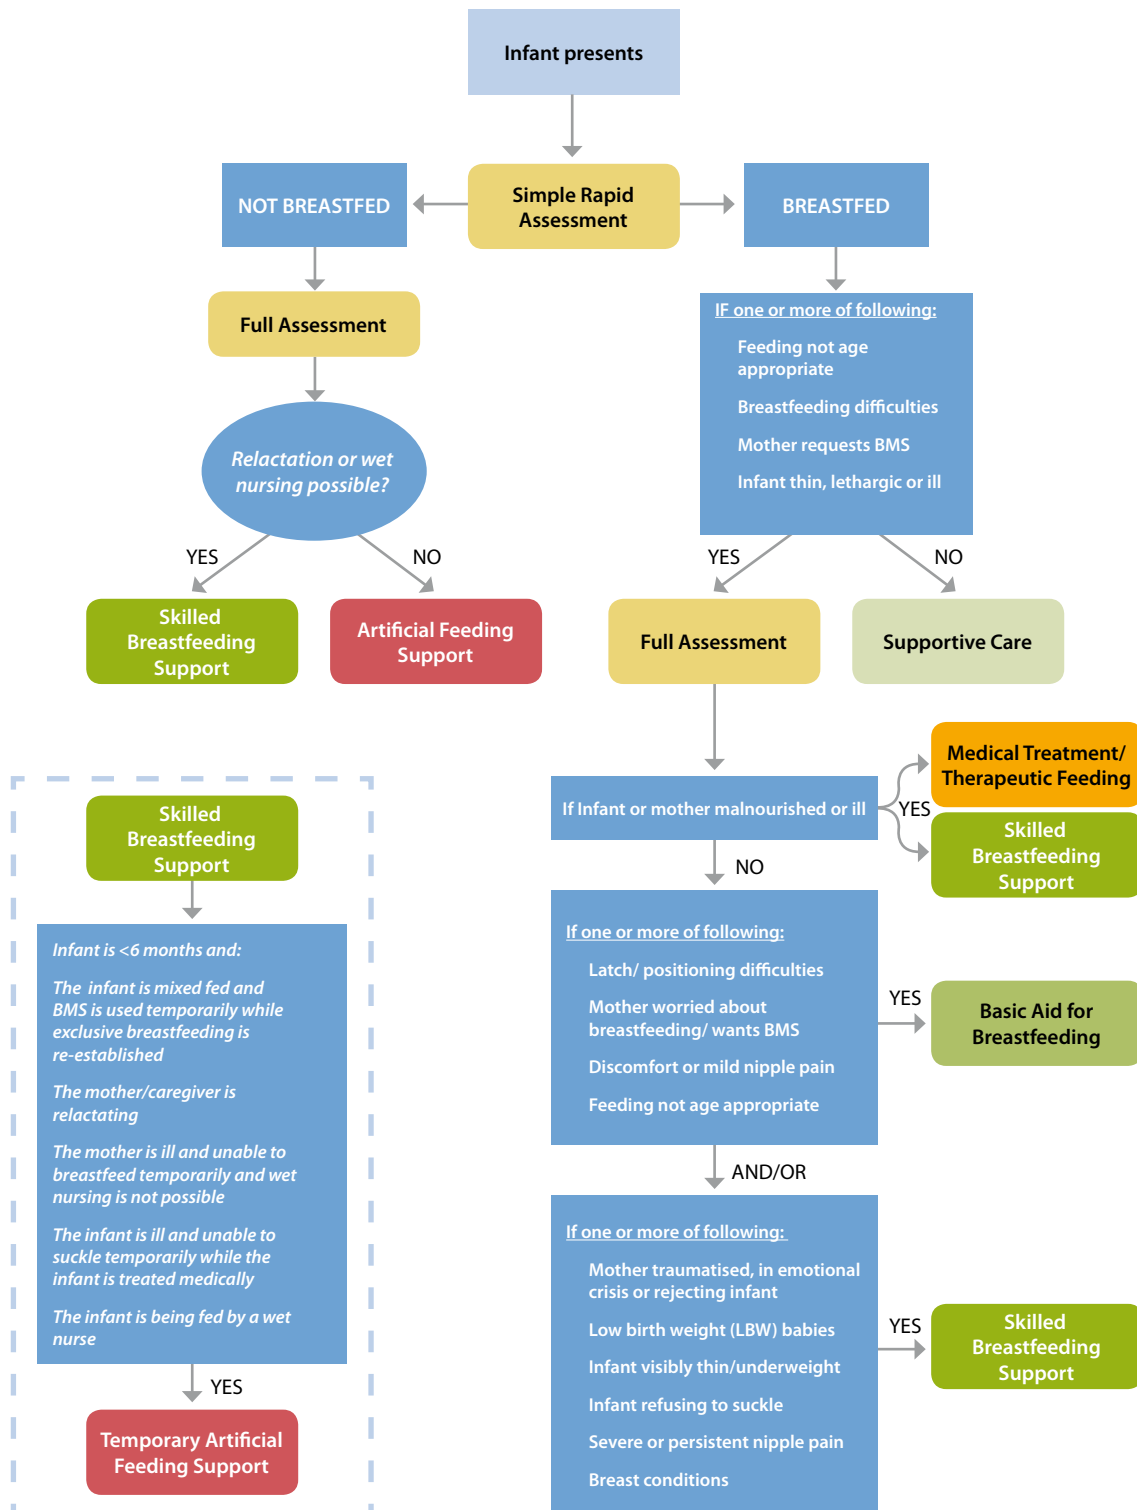 Infant presents
Simple Rapid
Assessment
NOT BREASTFED
BREASTFED
Full Assessment
Relactation or wet
nursing possible?
YES
NO
Skilled
Breastfeeding
Support
Artificial Feeding
Support
IF one or more of following:
Feeding not age
appropriate
Breastfeeding difficulties
Mother requests BMS
Infant thin, lethargic or ill
YES
NO
Full Assessment
Supportive Care
If Infant or mother malnourished or ill
YES
Medical Treatment/
Therapeutic Feeding
Skilled
Breastfeeding
Support
NO
If one or more of following:
Latch/ positioning difficulties
Mother worried about
breastfeeding/ wants BMS
Discomfort or mild nipple pain
Feeding not age appropriate
YES
Basic Aid for
Breastfeeding
AND/OR
If one or more of following:
Mother traumatised, in emotional
crisis or rejecting infant
Low birth weight (LBW) babies
Infant visibly thin/underweight
Infant refusing to suckle
Severe or persistent nipple pain
Breast conditions
YES
Skilled
Breastfeeding
Support
Skilled
Breastfeeding
Support
Infant is <6 months and:
The infant is mixed fed and
BMS is used temporarily while
exclusive breastfeeding is
re-established
The mother/caregiver is
relactating
The mother is ill and unable to
breastfeed temporarily and wet
nursing is not possible
The infant is ill and unable to
suckle temporarily while the
infant is treated medically
The infant is being fed by a wet
nurse
YES
Temporary Artificial
Feeding Support